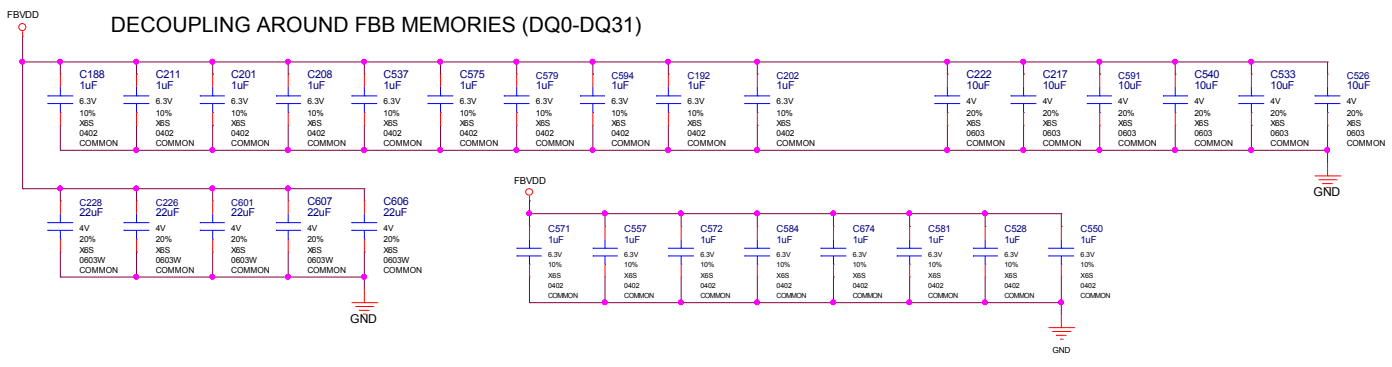 FBVDD
DECOUPLING AROUND FBB MEMORIES (DQ0-DQ31)
C188
1uF
6.3V
10%
X6S
0402
COMMON
C211
1uF
6.3V
10%
X6S
0402
COMMON
C201
1uF
6.3V
10%
X6S
0402
COMMON
C208
1uF
6.3V
10%
X6S
0402
COMMON
C537
1uF
6.3V
10%
X6S
0402
COMMON
C575
1uF
6.3V
10%
X6S
0402
COMMON
C579
1uF
6.3V
10%
X6S
0402
COMMON
C594
1uF
6.3V
10%
X6S
0402
COMMON
C192
1uF
6.3V
10%
X6S
0402
COMMON
C202
1uF
6.3V
10%
X6S
0402
COMMON
C222
10uF
4V
20%
X6S
0603
COMMON
C217
10uF
4V
20%
X6S
0603
COMMON
C591
10uF
4V
20%
X6S
0603
COMMON
C540
10uF
4V
20%
X6S
0603
COMMON
C533
10uF
4V
20%
X6S
0603
COMMON
C526
10uF
4V
20%
X6S
0603
COMMON
GND
C228
22uF
4V
20%
X6S
0603W
COMMON
C226
22uF
4V
20%
X6S
0603W
COMMON
C601
22uF
4V
20%
X6S
0603W
COMMON
C607
22uF
4V
20%
X6S
0603W
COMMON
C606
22uF
4V
20%
X6S
0603W
COMMON
GND
FBVDD
C571
1uF
6.3V
10%
X6S
0402
COMMON
C557
1uF
6.3V
10%
X6S
0402
COMMON
C572
1uF
6.3V
10%
X6S
0402
COMMON
C584
1uF
6.3V
10%
X6S
0402
COMMON
C674
1uF
6.3V
10%
X6S
0402
COMMON
C581
1uF
6.3V
10%
X6S
0402
COMMON
C528
1uF
6.3V
10%
X6S
0402
COMMON
C550
1uF
6.3V
10%
X6S
0402
COMMON
GND